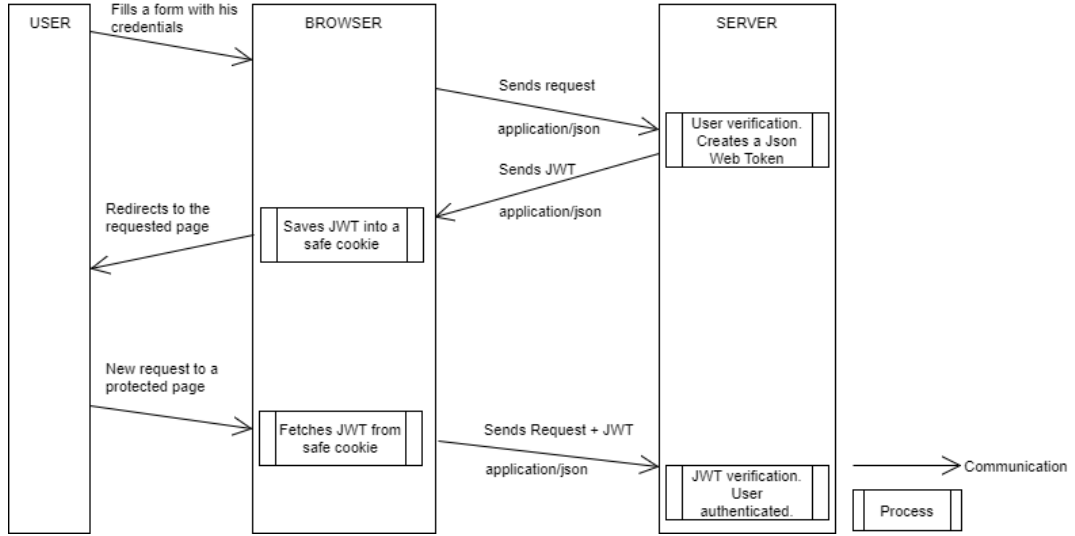 USER
Fills a form with his
credentials
BROWSER
SERVER
Sends request
application/json
User verification.
Creates a Json
Web Token
Sends JWT
application/json
Redirects to the
requested page
Saves JWT into a
safe cookie
New request to a
protected page
Fetches JWT from
safe cookie
Sends Request + JWT
application/json
JWT verification.
User
authenticated.
Communication
Process